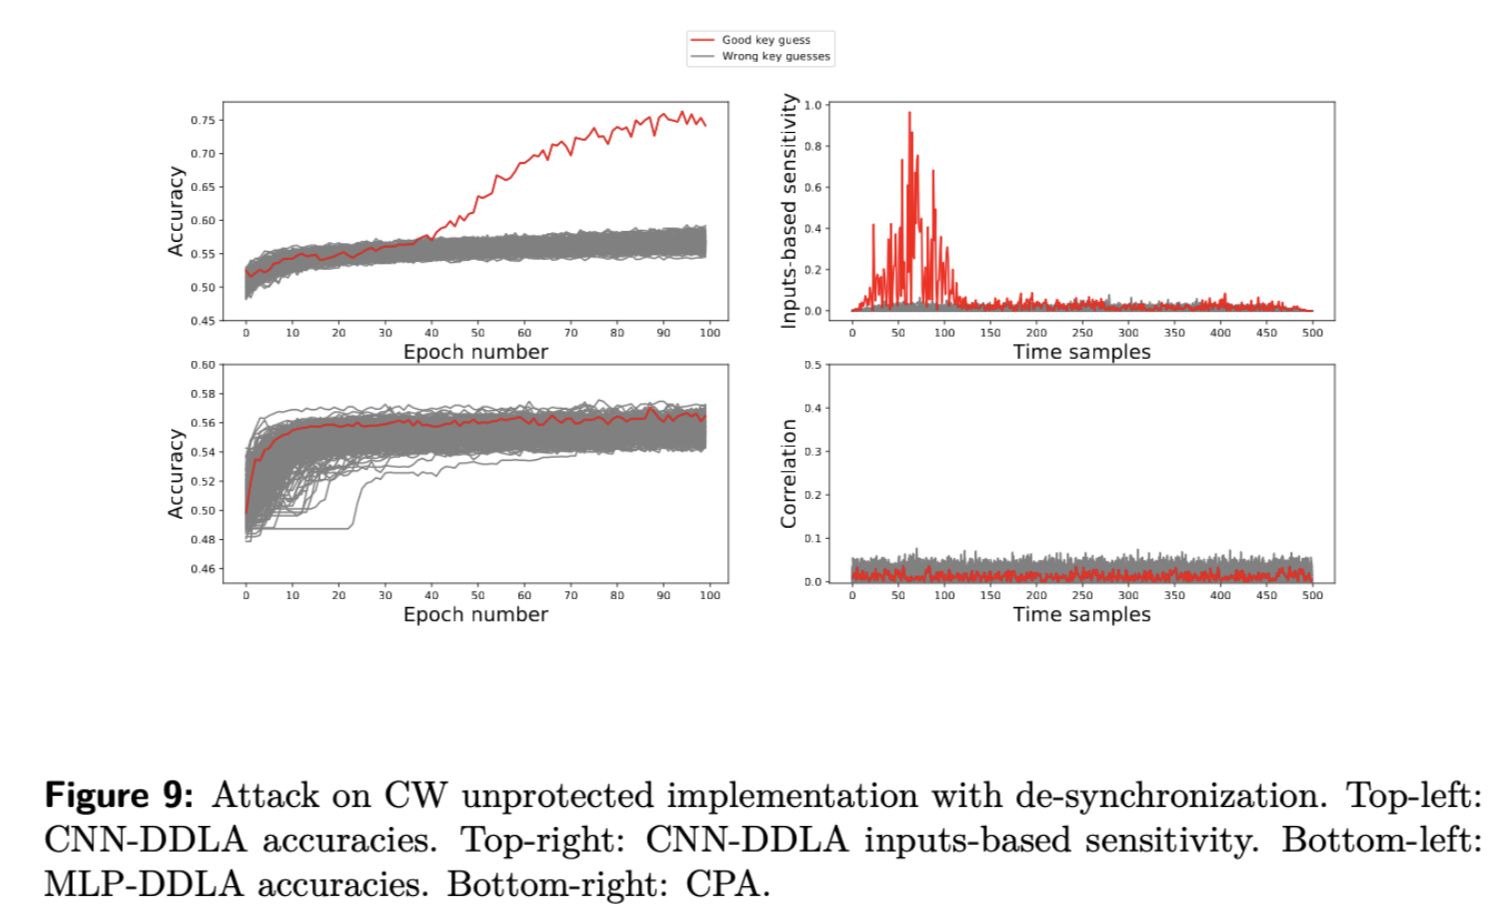 Good key guess
Wrong key guesses
Accuracy
0.75
0.70
0.65
0.60
0.55
0.50
0.45
0 10 20 30 40 50 60 70 80 90 100
Epoch number
Inputs-based sensitivity
1.0
0.8
0.6
0.4
0.2
0.0
0 50 100 150 200 250 300 350 400 450 500
Time samples
Accuracy
0.60
0.58
0.56
0.54
0.52
0.50
0.48
0.46
0 10 20 30 40 50 60 70 80 90 100
Epoch number
Correlation
0.5
0.4
0.3
0.2
0.1
0.0
0 50 100 150 200 250 300 350 400 450 500
Time samples
Figure 9: Attack on CW unprotected implementation with de-synchronization. Top-left:
CNN-DDLA accuracies. Top-right: CNN-DDLA inputs-based sensitivity. Bottom-left:
MLP-DDLA accuracies. Bottom-right: CPA.